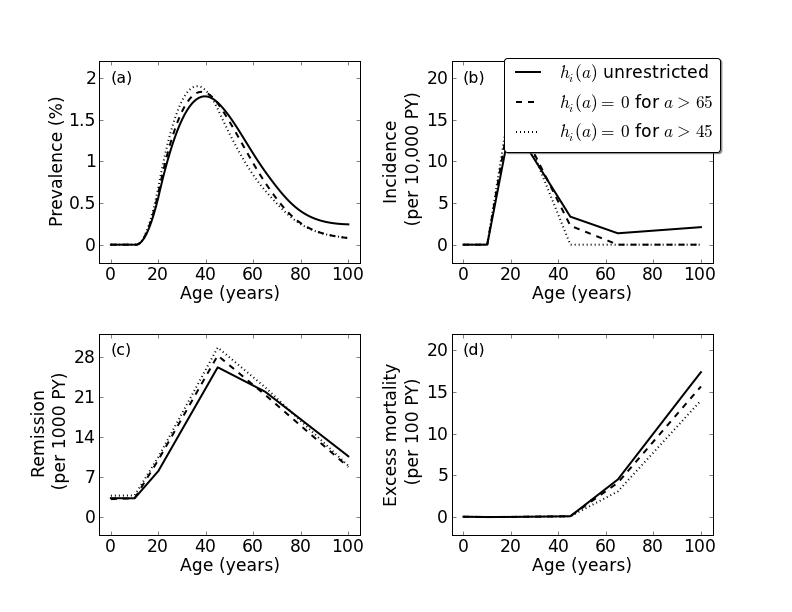 (a)
2
1.5
1
0.5
0
Prevalence (%)
0 20 40 60 80 100
Age (years)
(b)
20
15
10
5
0
Incidence
(per 10,000 PY)
0 20 40 60 80 100
Age (years)
h_i(a) unrestricted
h_i(a) = 0 for a > 65
h_i(a) = 0 for a > 45
(c)
28
21
14
7
0
Remission
(per 1000 PY)
0 20 40 60 80 100
Age (years)
(d)
20
15
10
5
0
Excess mortality
(per 100 PY)
0 20 40 60 80 100
Age (years)